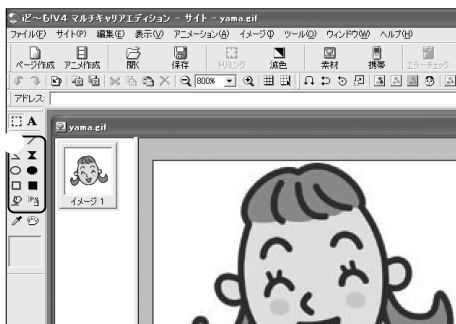 iど～も!V4 マルチキャリアエディション - サイト - yama.gif
ファイル(F) サイト(P) 編集(E) 表示(V) アニメーション(A) イメージ(I) ツール(O) ウィンドウ(W) ヘルプ(H)
ページ作成 アニメ作成 開く 保存 トリミング 減色 素材 携帯 エラーチェック
800%
アドレス:
A
yama.gif
イメージ 1